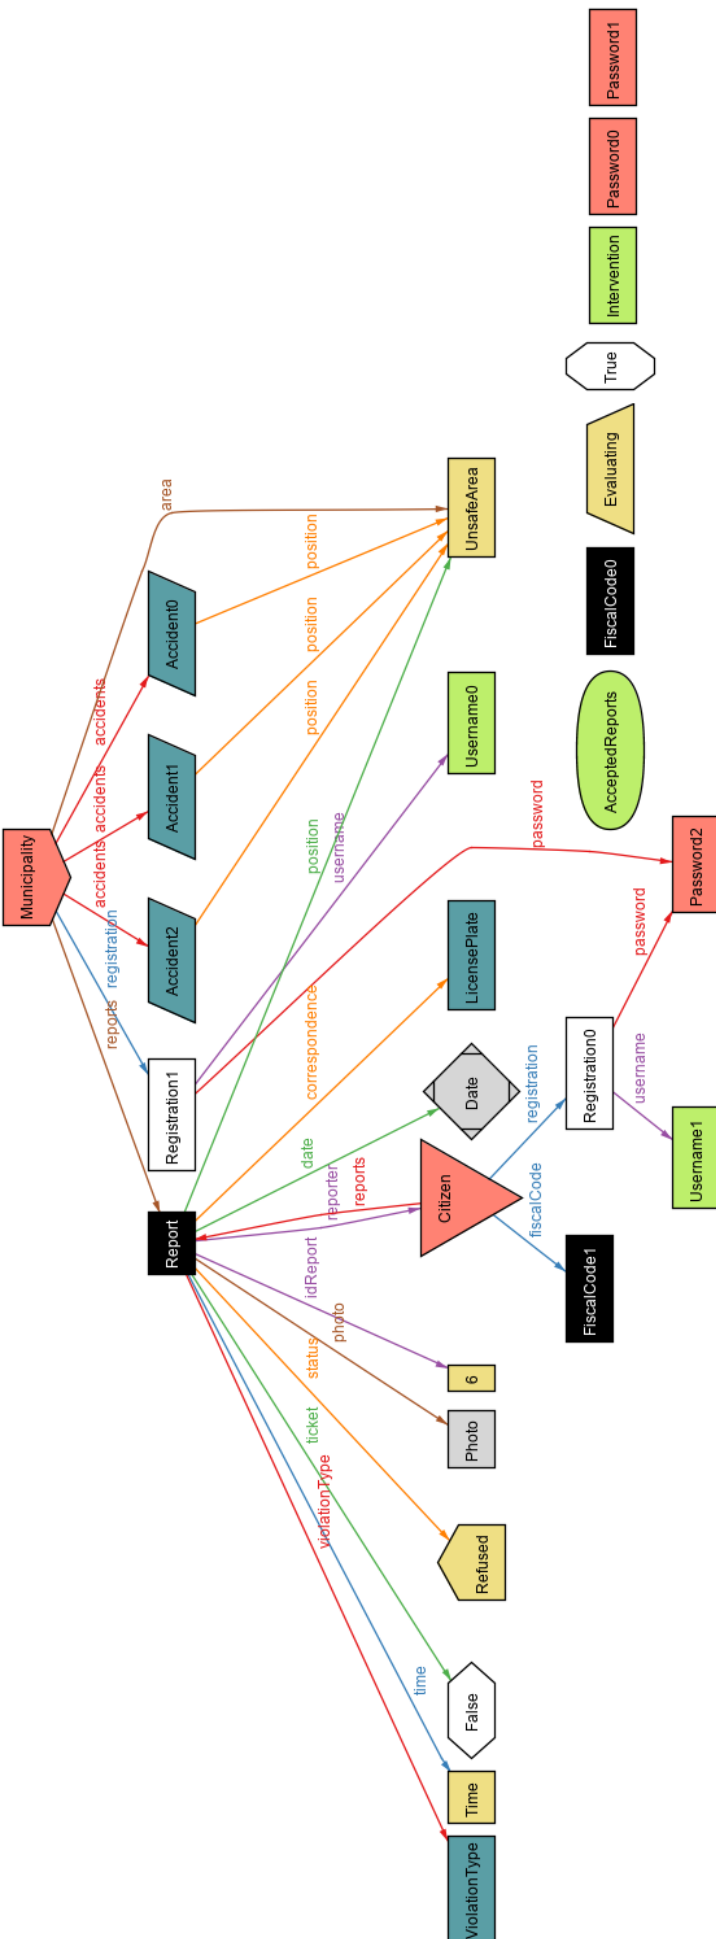 Municipality
area
reports
registration
accidents
accidents
accidents
Report
Registration1
Accident2
Accident1
Accident0
violationType
ticket
status
photo
idReport
reporter
reports
date
correspondence
username
position
position
position
position
time
ViolationType
Time
False
Refused
Photo
6
Citizen
Date
LicensePlate
Username0
UnsafeArea
fiscalCode
registration
password
FiscalCode1
Registration0
AcceptedReports
FiscalCode0
Evaluating
True
Intervention
Password0
Password1
username
password
Username1
Password2